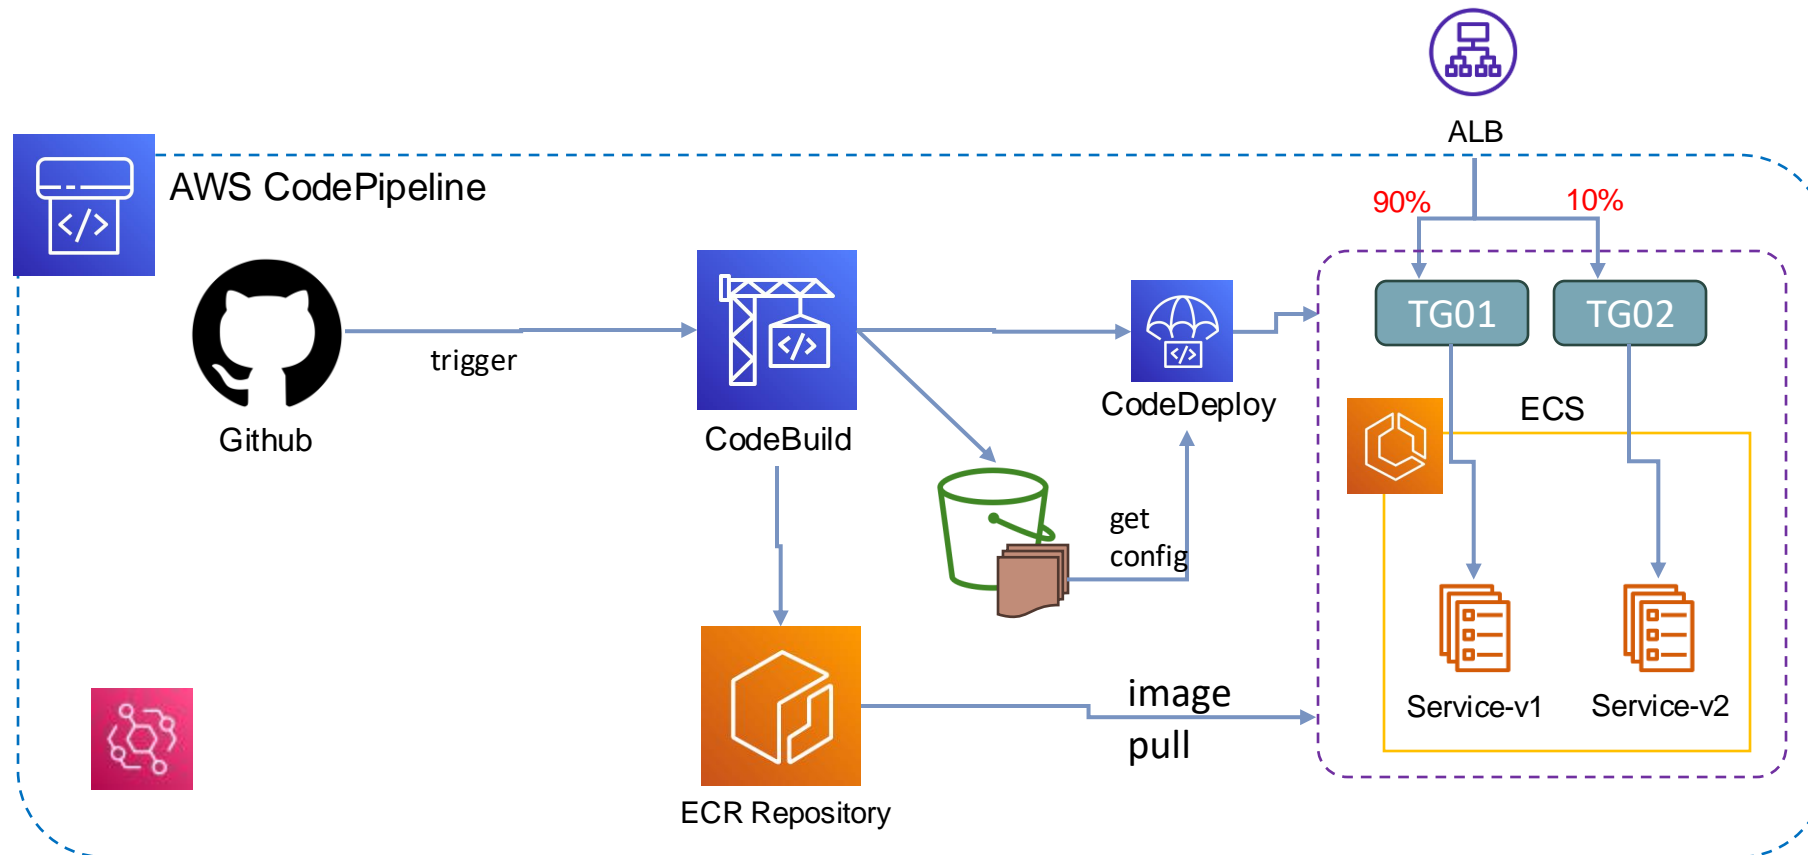 ALB
AWS CodePipeline
90%
10%
TG01
TG02
trigger
Github
CodeBuild
CodeDeploy
ECS
get
config
image
pull
Service-v1
Service-v2
ECR Repository